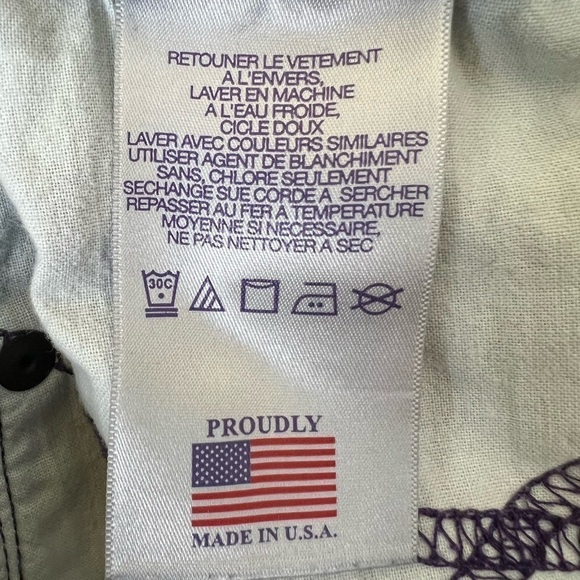 RETOURNER LE VETEMENT
A L'ENVERS,
LAVER EN MACHINE
A L'EAU FROIDE,
CICLE DOUX
LAVER AVEC COULEURS SIMILAIRES
UTILISER AGENT DE BLANCHIMENT
SANS, CHLORE SEULEMENT
SECHANGE SUE CORDE A SERCHER
REPASSER AU FER A TEMPERATURE
MOYENNE SI NECESSAIRE,
NE PAS NETTOYER A SEC
30C
PROUDLY
MADE IN U.S.A.